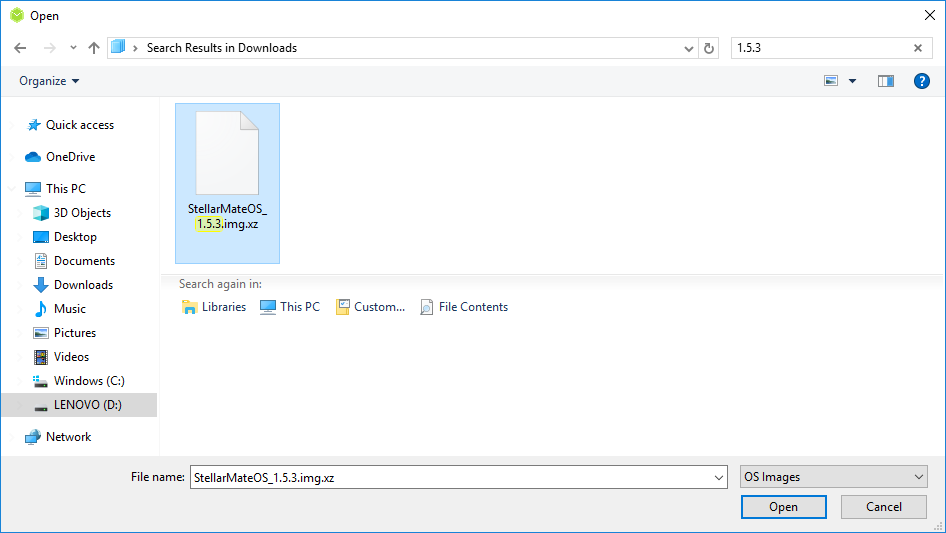 Open
Search Results in Downloads
1.5.3
Organize
Quick access
OneDrive
This PC
3D Objects
Desktop
Documents
Downloads
Music
Pictures
Videos
Windows (C:)
LENOVO (D:)
Network
StellarMateOS_
1.5.3.img.xz
Search again in:
Libraries
This PC
Custom...
File Contents
File name: StellarMateOS_1.5.3.img.xz
OS Images
Open
Cancel